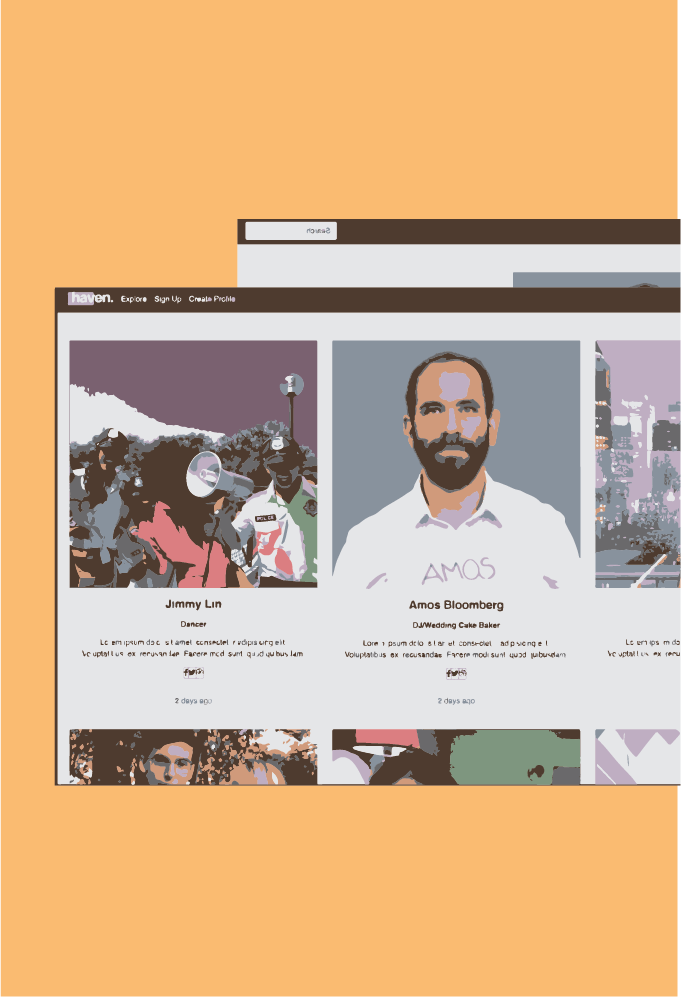 Search
haven. Explore Sign Up Create Profile
POLICE
AMOS
Jimmy Lin
Dancer
Lorem ipsum dolor sit amet consectetur adipisicing elit.
Voluptatibus ex recusandae Facere modi sunt quod quibusdam
2 days ago
Amos Bloomberg
DJ/Wedding Cake Baker
Lorem ipsum dolor sit amet consectetur adipisicing elit.
Voluptatibus ex recusandae Facere modi sunt quod quibusdam
2 days ago
Lorem ips m do
Voluptatibus ex recu